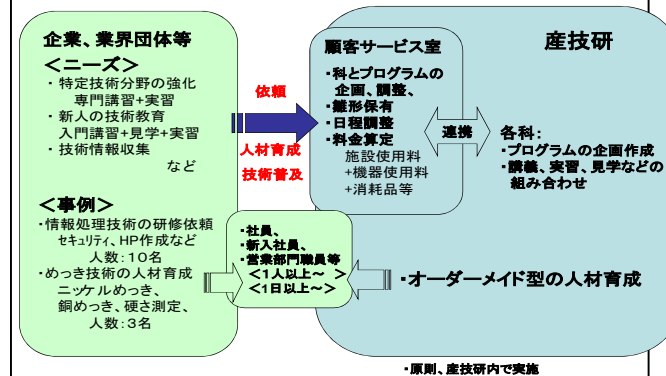 企業、業界団体等
＜ニーズ＞
・ 特定技術分野の強化
専門講習+実習
・ 新人の技術教育
入門講習+見学+実習
・ 技術情報収集
など
＜事例＞
・情報処理技術の研修依頼
セキュリティ、HP作成など
人数：１０名
・めっき技術の人材育成
ニッケルめっき、
銅めっき、硬さ測定、
人数：３名
依頼
人材育成
技術普及
・社員、
・新入社員、
・営業部門職員等
＜１人以上～ ＞
＜１日以上～＞
産技研
顧客サービス室
・科とプログラムの
企画、調整、
・雛形保有
・日程調整
・料金算定
施設使用料
+機器使用料
+消耗品等
連携
各科：
・プログラムの企画作成
・講義、実習、見学などの
組み合わせ
・オーダーメイド型の人材育成
・原則、産技研内で実施